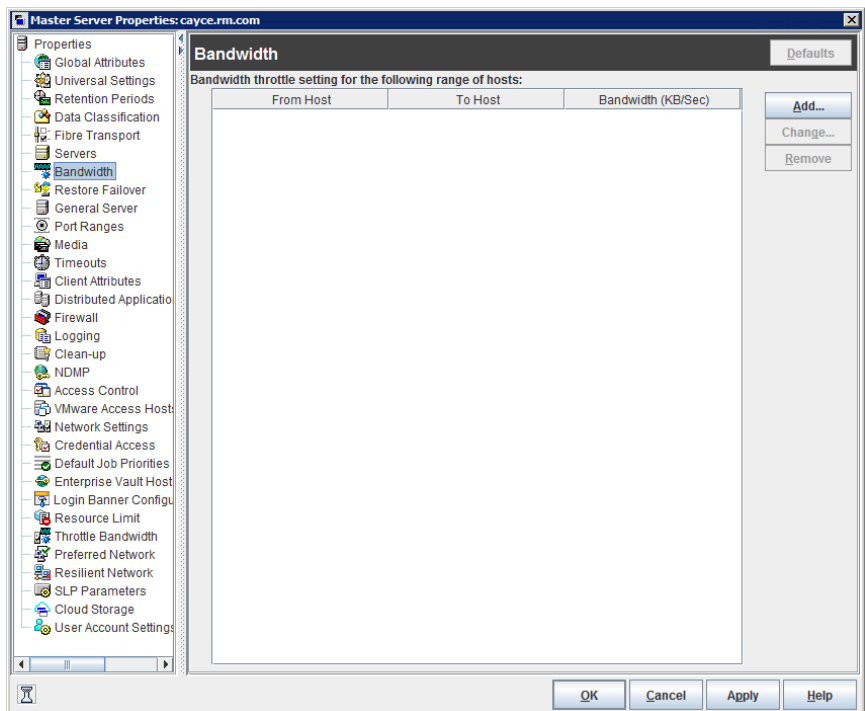 Master Server Properties: cayce.rm.com
Properties
Global Attributes
Universal Settings
Retention Periods
Data Classification
Fibre Transport
Servers
Bandwidth
Restore Failover
General Server
Port Ranges
Media
Timeouts
Client Attributes
Distributed Applicatio
Firewall
Logging
Clean-up
NDMP
Access Control
VMware Access Hosts
Network Settings
Credential Access
Default Job Priorities
Enterprise Vault Host
Login Banner Configu
Resource Limit
Throttle Bandwidth
Preferred Network
Resilient Network
SLP Parameters
Cloud Storage
User Account Settings
Bandwidth
Defaults
Bandwidth throttle setting for the following range of hosts:
From Host To Host Bandwidth (KB/Sec)
Add...
Change...
Remove
OK Cancel Apply Help